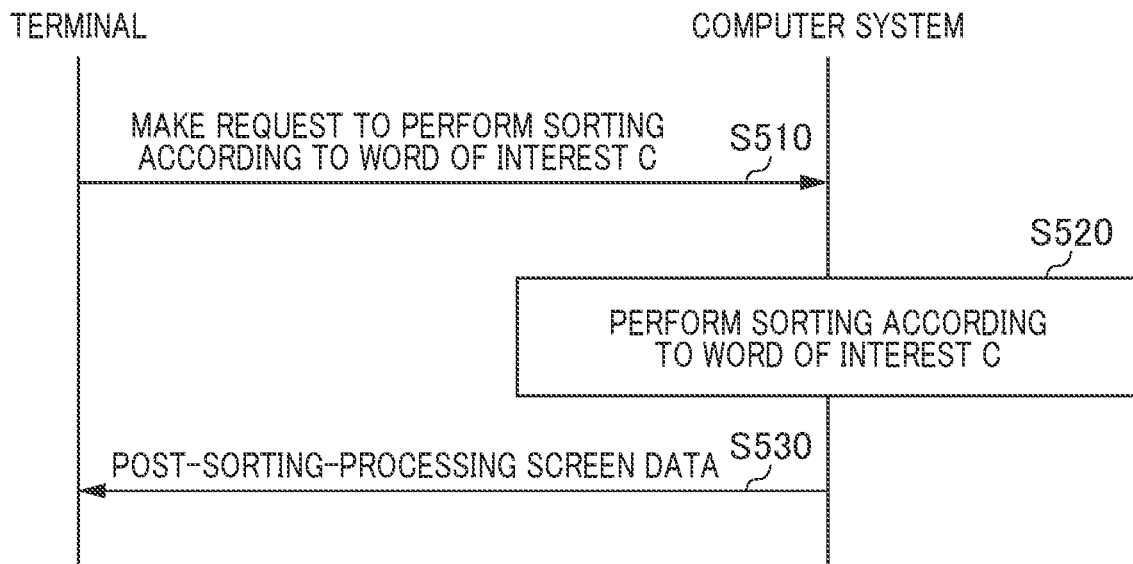 TERMINAL
COMPUTER SYSTEM
MAKE REQUEST TO PERFORM SORTING
ACCORDING TO WORD OF INTEREST C
S510
S520
PERFORM SORTING ACCORDING
TO WORD OF INTEREST C
POST-SORTING-PROCESSING SCREEN DATA
S530